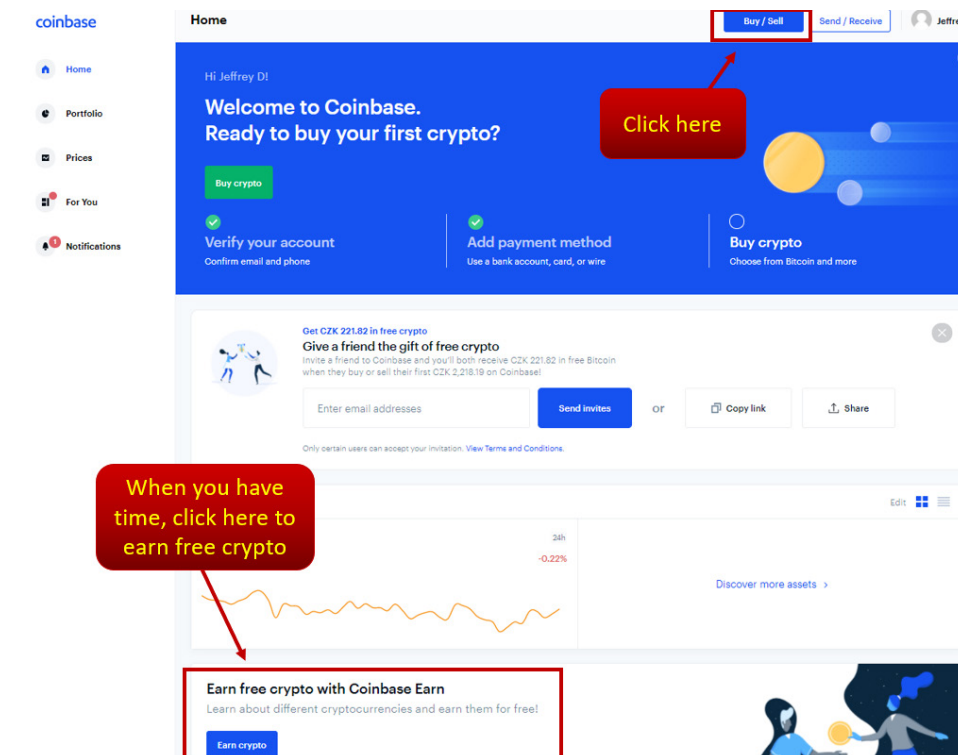 coinbase
Home
Buy / Sell
Send / Receive
Home
Portfolio
Prices
For You
1
Notifications
Hi Jeffrey D!
Welcome to Coinbase.
Ready to buy your first crypto?
Click here
Buy crypto
Verify your account
Confirm email and phone
Add payment method
Use a bank account, card, or wire
Buy crypto
Choose from Bitcoin and more
Get CZK 221.82 in free crypto
Give a friend the gift of free crypto
Invite a friend to Coinbase and you'll both receive CZK 221.82 in free Bitcoin
when they buy or sell their first CZK 2,218.19 on Coinbase!
Enter email addresses
Send invites
or
Copy link
Share
Only certain users can accept your invitation. View Terms and Conditions.
When you have
time, click here to
earn free crypto
Edit
24h
-0.22%
Discover more assets >
Earn free crypto with Coinbase Earn
Learn about different cryptocurrencies and earn them for free!
Earn crypto